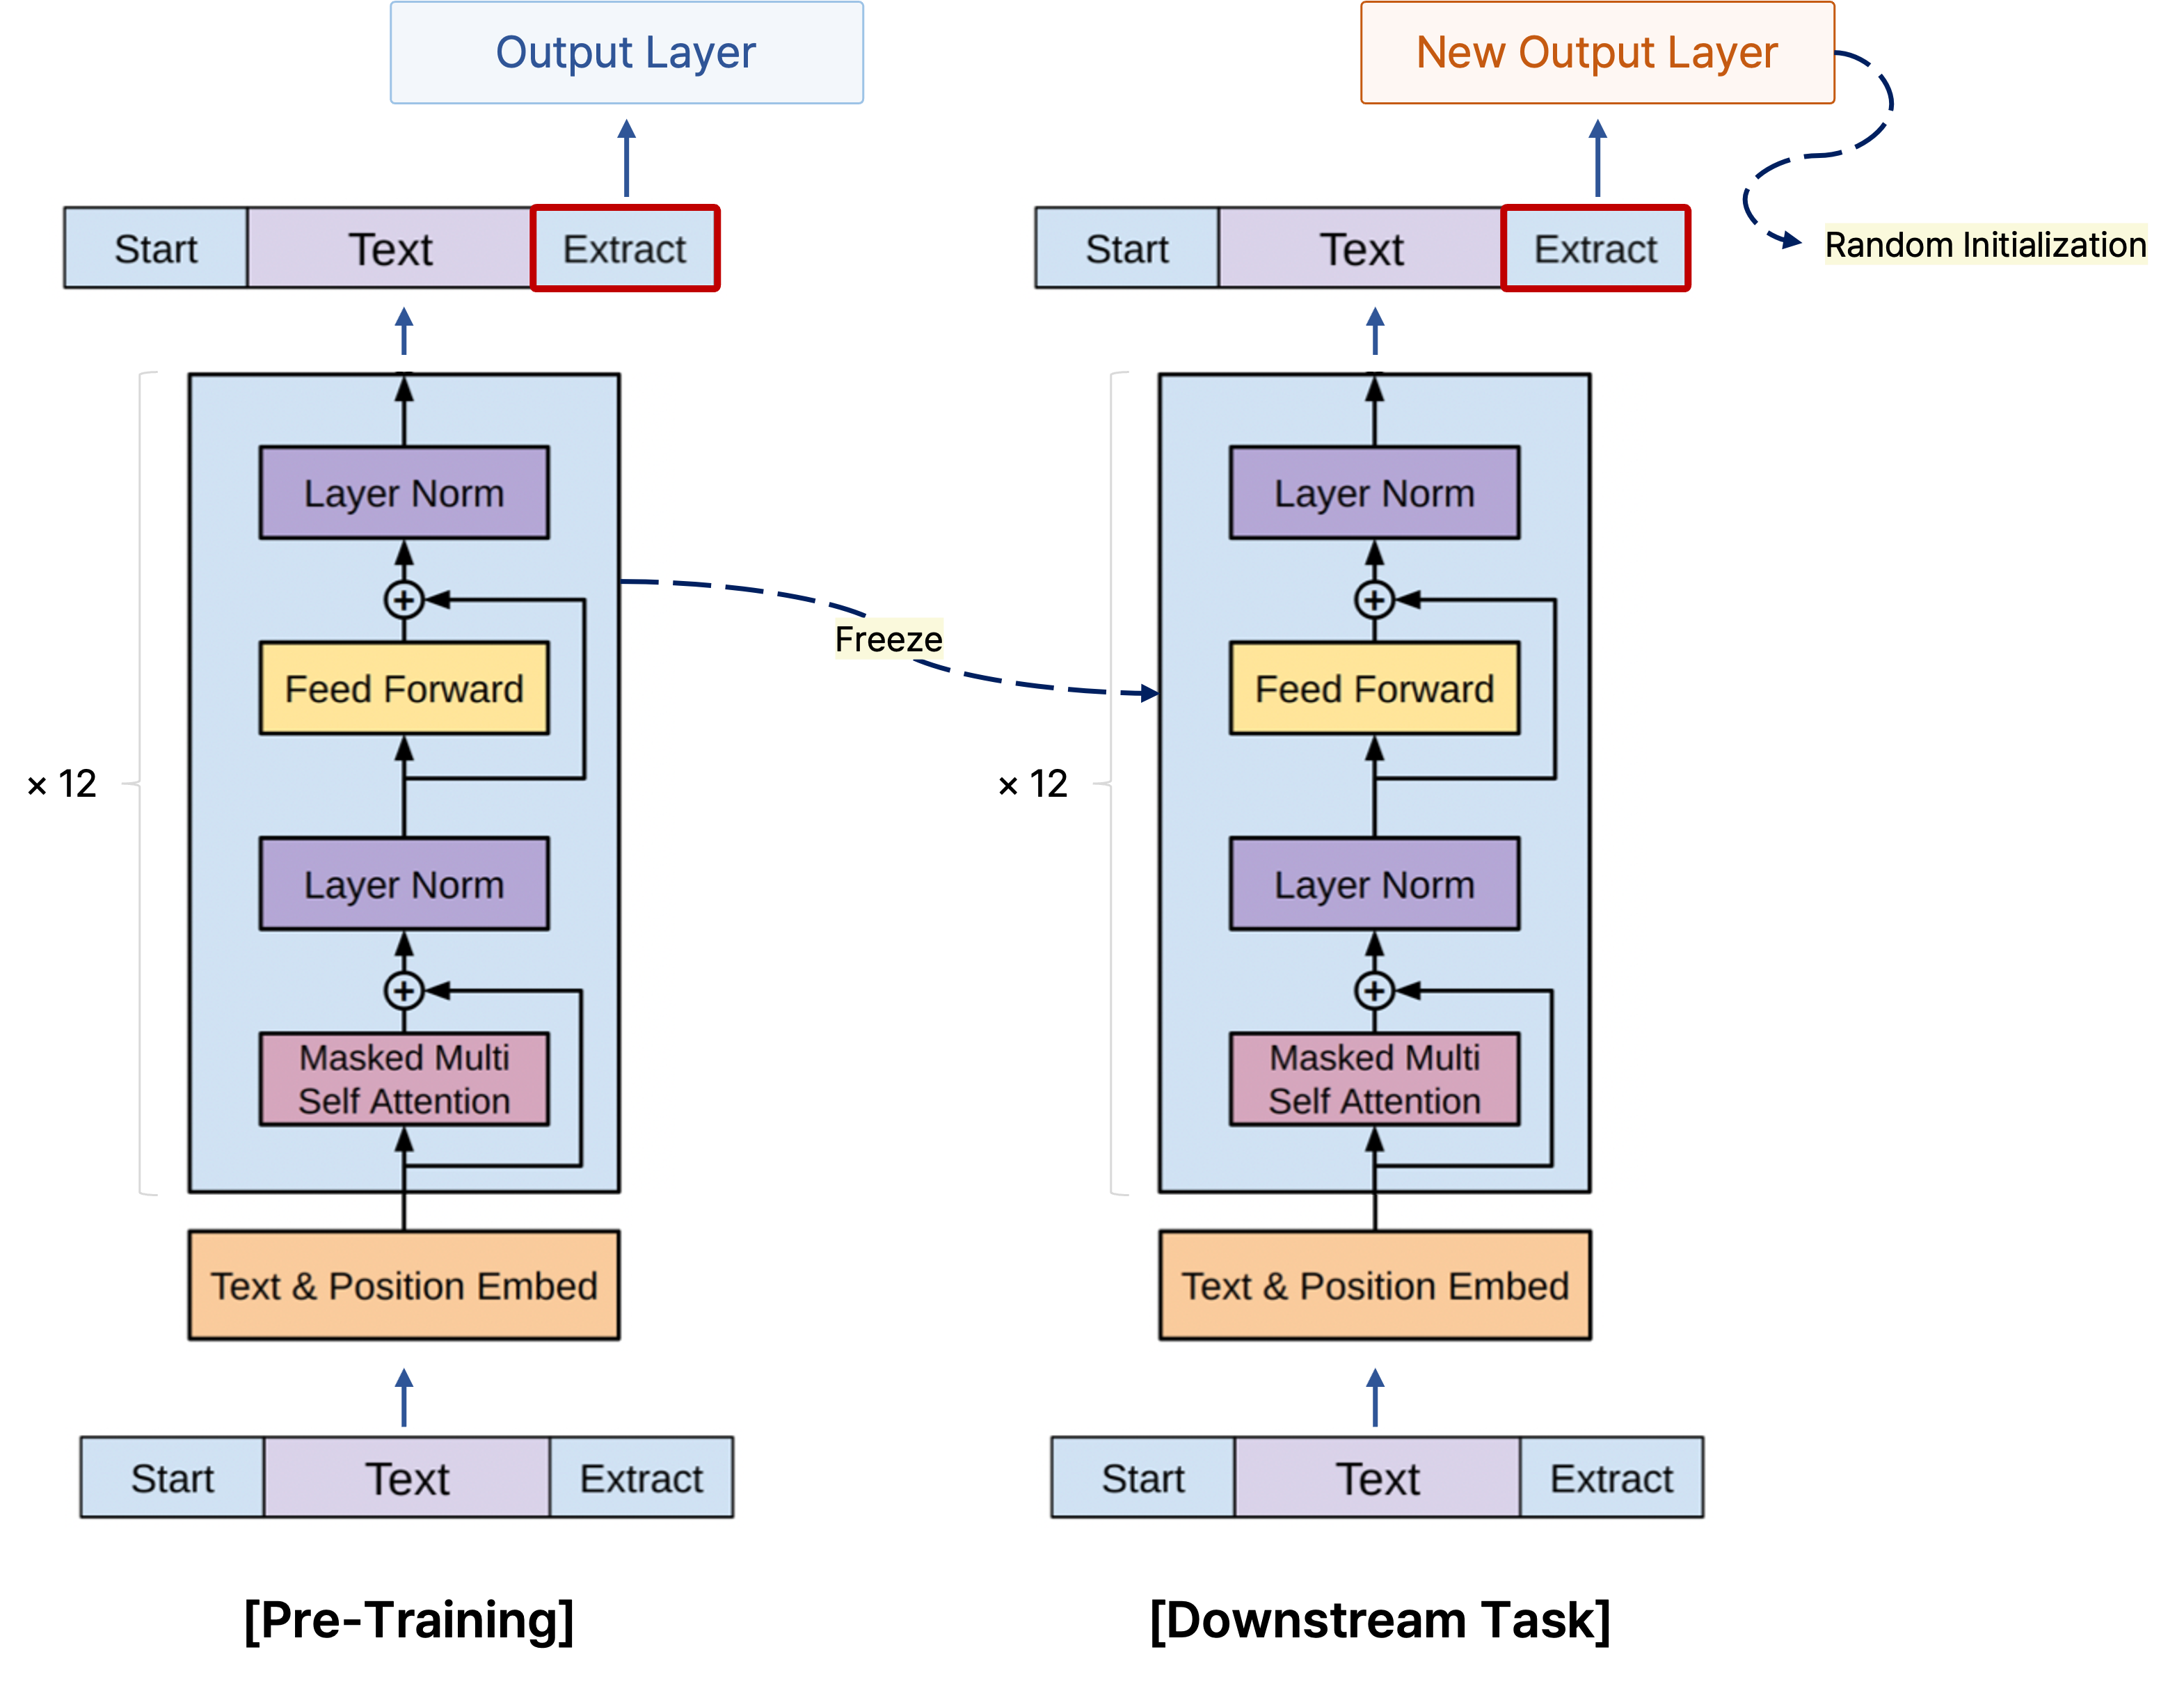 Output Layer
Start Text Extract
× 12
Layer Norm
+
Feed Forward
Layer Norm
+
Masked Multi
Self Attention
Text & Position Embed
Start Text Extract
[Pre-Training]
Freeze
New Output Layer
Random Initialization
Start Text Extract
× 12
Layer Norm
+
Feed Forward
Layer Norm
+
Masked Multi
Self Attention
Text & Position Embed
Start Text Extract
[Downstream Task]